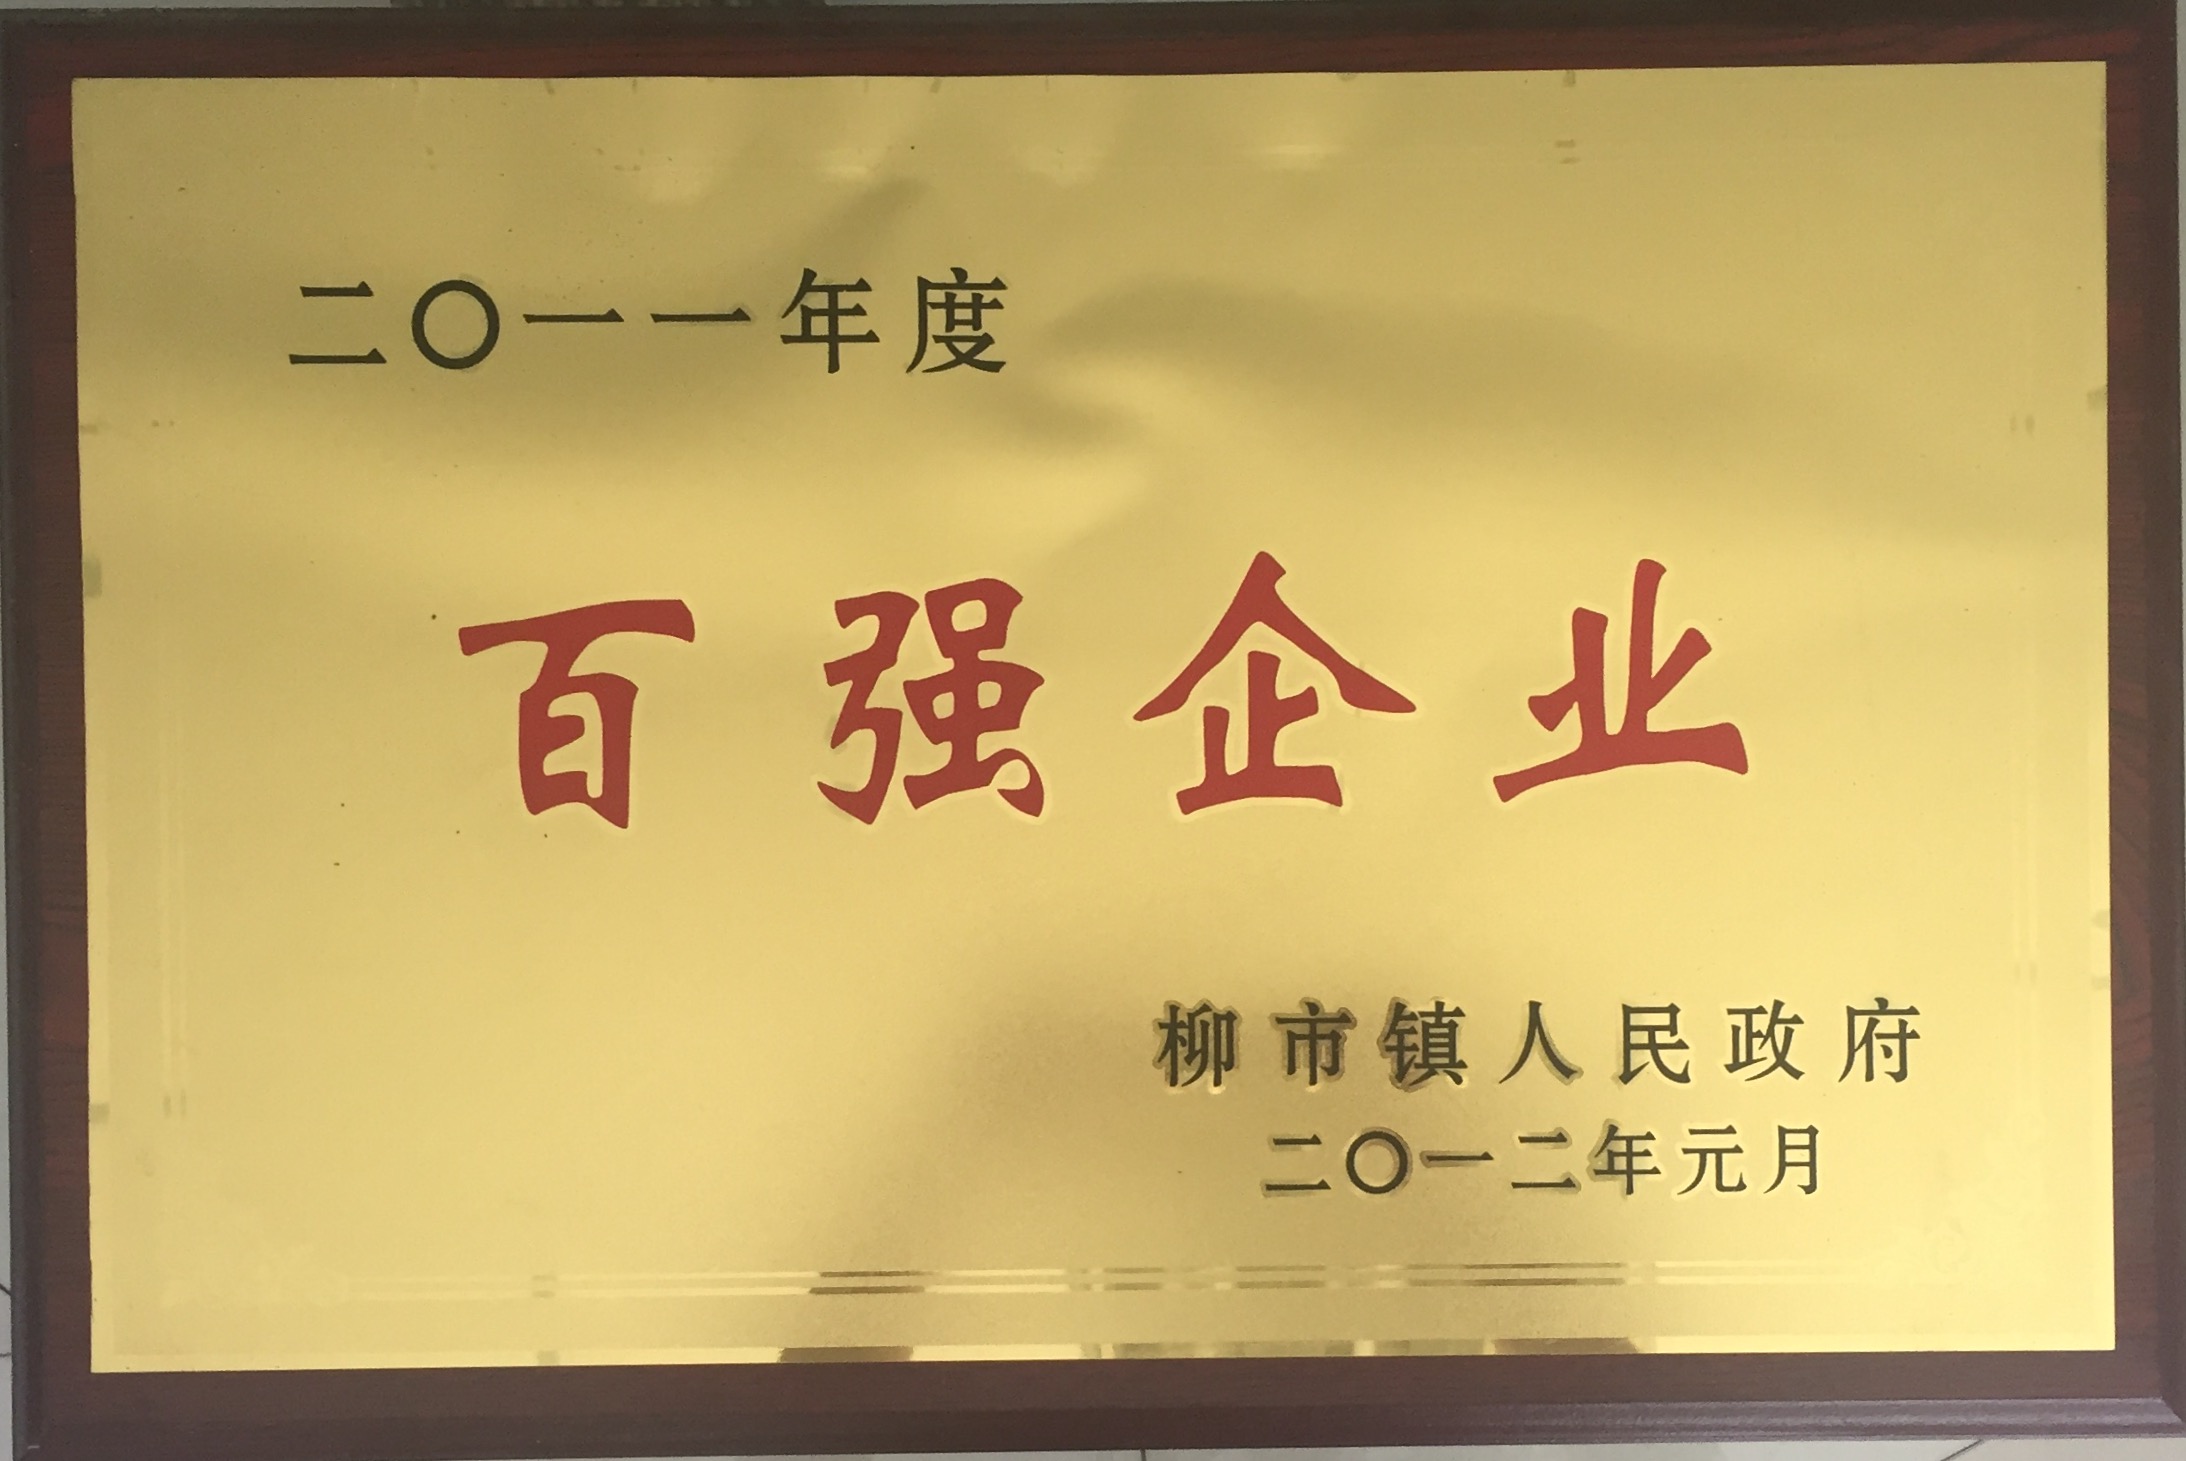 二〇一一年度
百强企业
柳市镇人民政府
二〇一二年元月